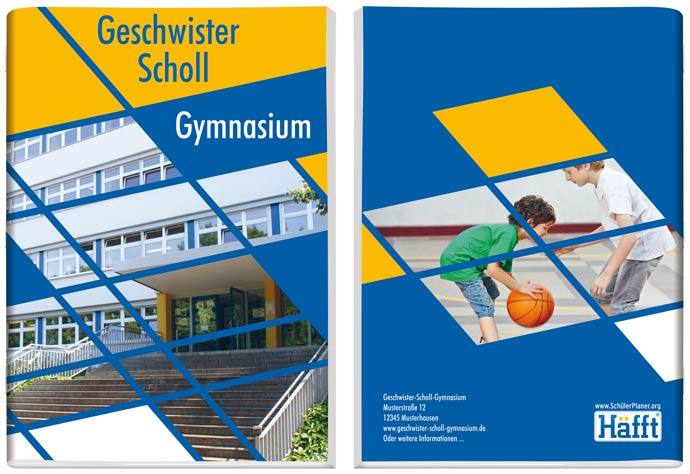 Geschwister
Scholl
Gymnasium
Geschwister-Scholl-Gymnasium
Musterstraße 12
12345 Musterhausen
www.geschwister-scholl-gymnasium.de
Oder weitere Informationen ...
www.SchülerPlaner.org
Häfft